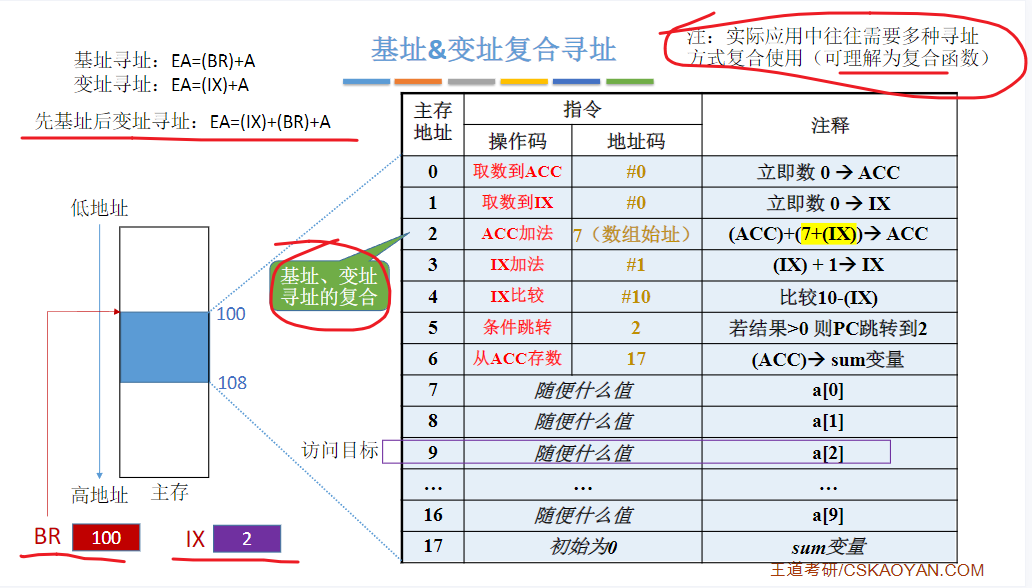 基址&变址复合寻址
注：实际应用中往往需要多种寻址
方式复合使用（可理解为复合函数）
基址寻址：EA=(BR)+A
变址寻址：EA=(IX)+A
先基址后变址寻址：EA=(IX)+(BR)+A
低地址
100
108
高地址
主存
BR 100
IX 2
基址、变址
寻址的复合
访问目标
主存
地址
指令
注释
操作码 地址码
0 取数到ACC #0 立即数 0 → ACC
1 取数到IX #0 立即数 0 → IX
2 ACC加法 7（数组始址） (ACC)+(7+(IX))→ ACC
3 IX加法 #1 (IX) + 1→ IX
4 IX比较 #10 比较10-(IX)
5 条件跳转 2 若结果>0 则PC跳转到2
6 从ACC存数 17 (ACC)→ sum变量
7 随便什么值 a[0]
8 随便什么值 a[1]
9 随便什么值 a[2]
... ... ...
16 随便什么值 a[9]
17 初始为0 sum变量
王道考研/CSKAOYAN.COM